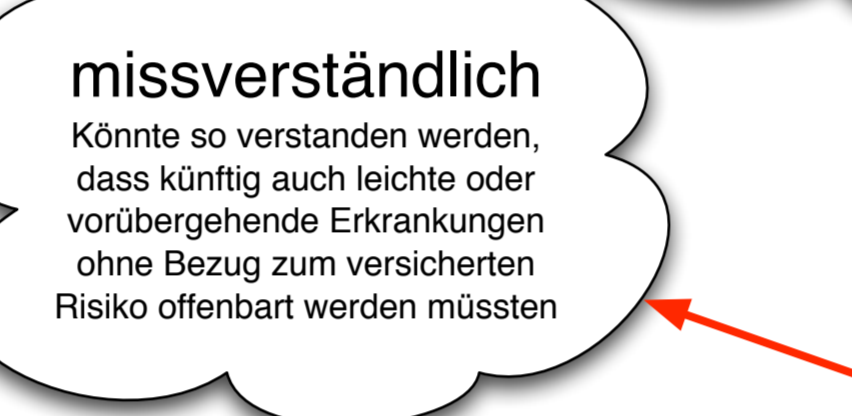 missverständlich
Könnte so verstanden werden,
dass künftig auch leichte oder
vorübergehende Erkrankungen
ohne Bezug zum versicherten
Risiko offenbart werden müssten